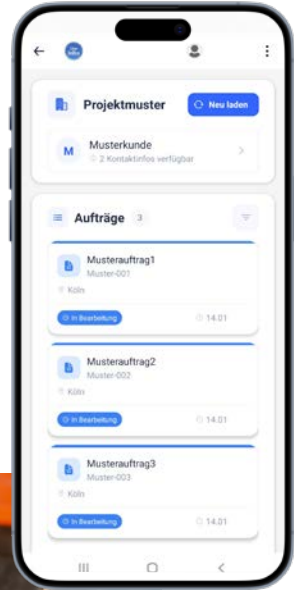 Projektmuster
Neu laden
M
Musterkunde
2 Kontaktinfos verfügbar
Aufträge 3
Musterauftrag1
Muster-001
Köln
In Bearbeitung
14.01
Musterauftrag2
Muster-002
Köln
In Bearbeitung
14.01
Musterauftrag3
Muster-003
Köln
In Bearbeitung
14.01